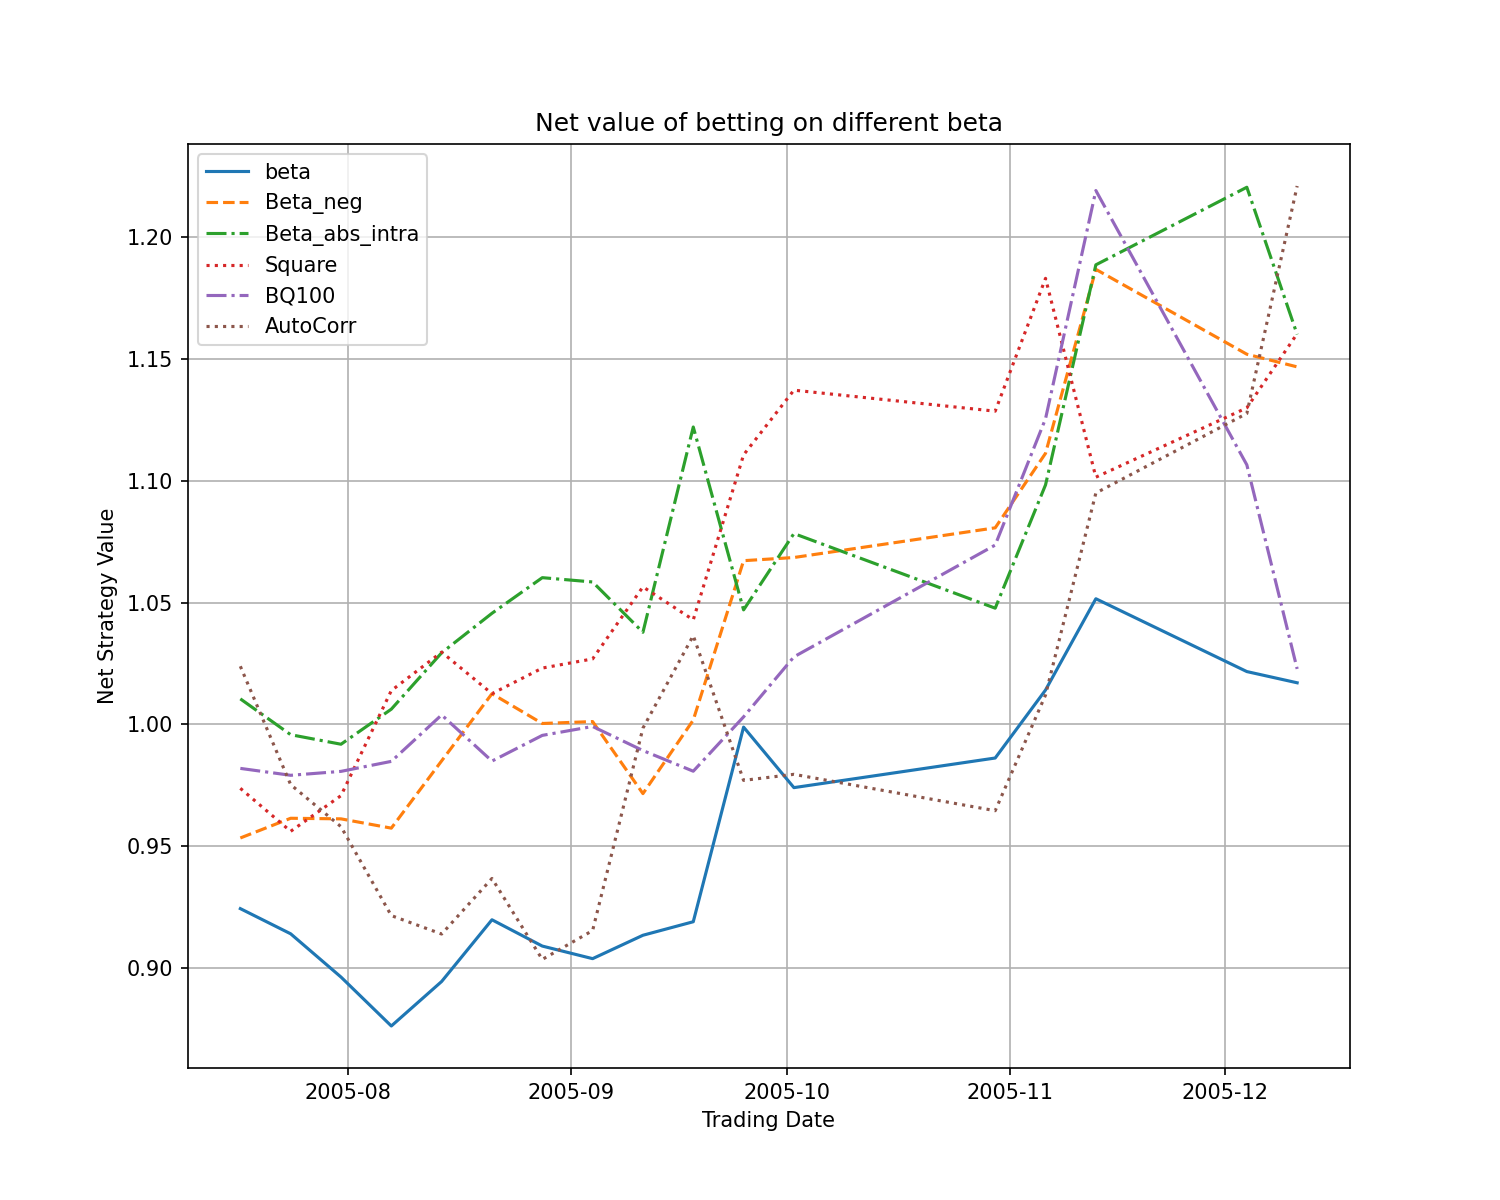 Net value of betting on different beta
beta
Beta_neg
Beta_abs_intra
Square
BQ100
AutoCorr
Net Strategy Value
1.20
1.15
1.10
1.05
1.00
0.95
0.90
2005-08
2005-09
2005-10
2005-11
2005-12
Trading Date